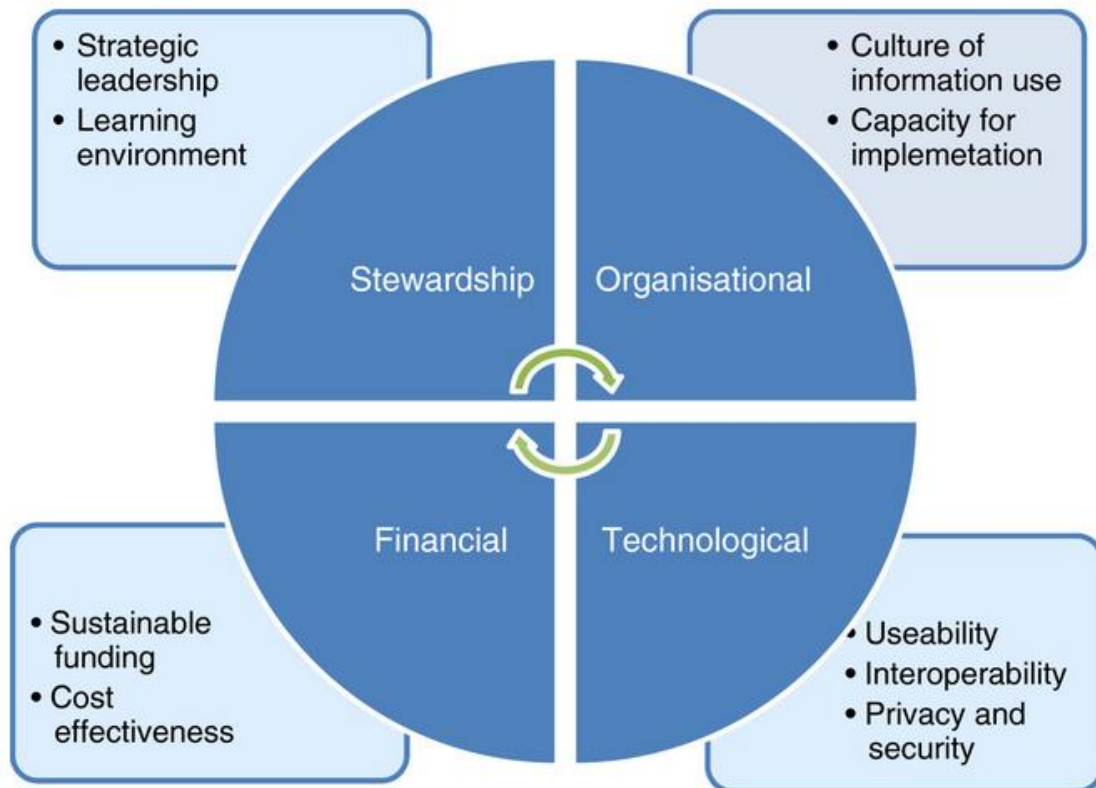 • Strategic
leadership
• Learning
environment
• Culture of
information use
• Capacity for
implemetation
Stewardship
Organisational
Financial
Technological
• Sustainable
funding
• Cost
effectiveness
• Useability
• Interoperability
• Privacy and
security